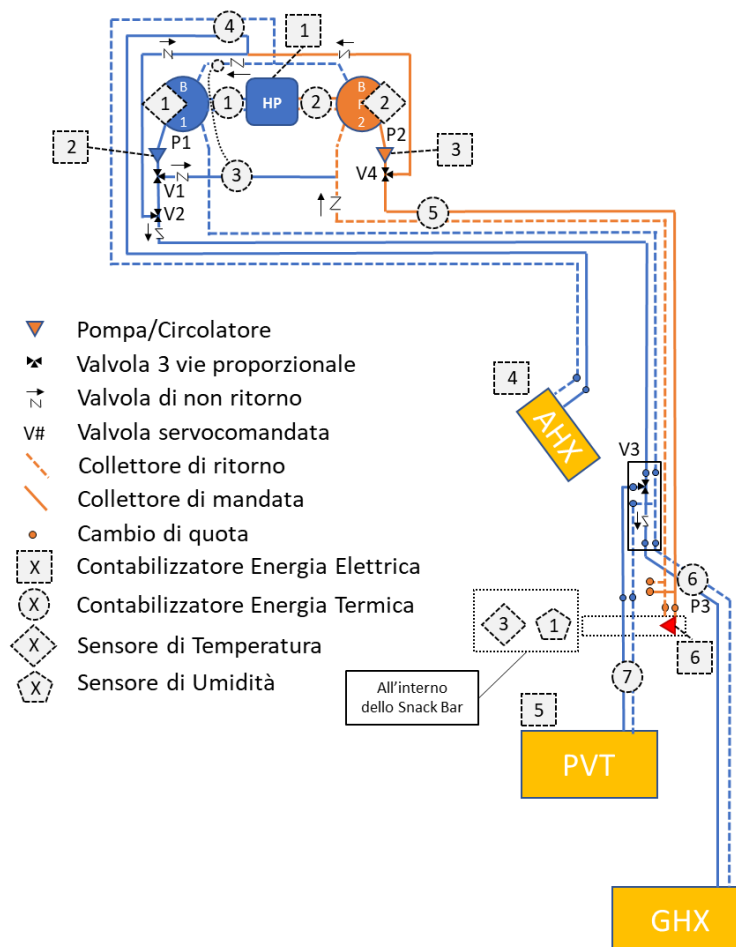 4
1
B
1
1
1
HP
2
B
F
2
2
P1
P2
2
3
3
V1
V4
V2
5
4
AHX
Pompa/Circolatore
Valvola 3 vie proporzionale
Valvola di non ritorno
V# Valvola servocomandata
Collettore di ritorno
Collettore di mandata
Cambio di quota
X Contabilizzatore Energia Elettrica
X Contabilizzatore Energia Termica
X Sensore di Temperatura
X Sensore di Umidità
V3
6
P3
3
1
6
All'interno
dello Snack Bar
7
5
PVT
GHX